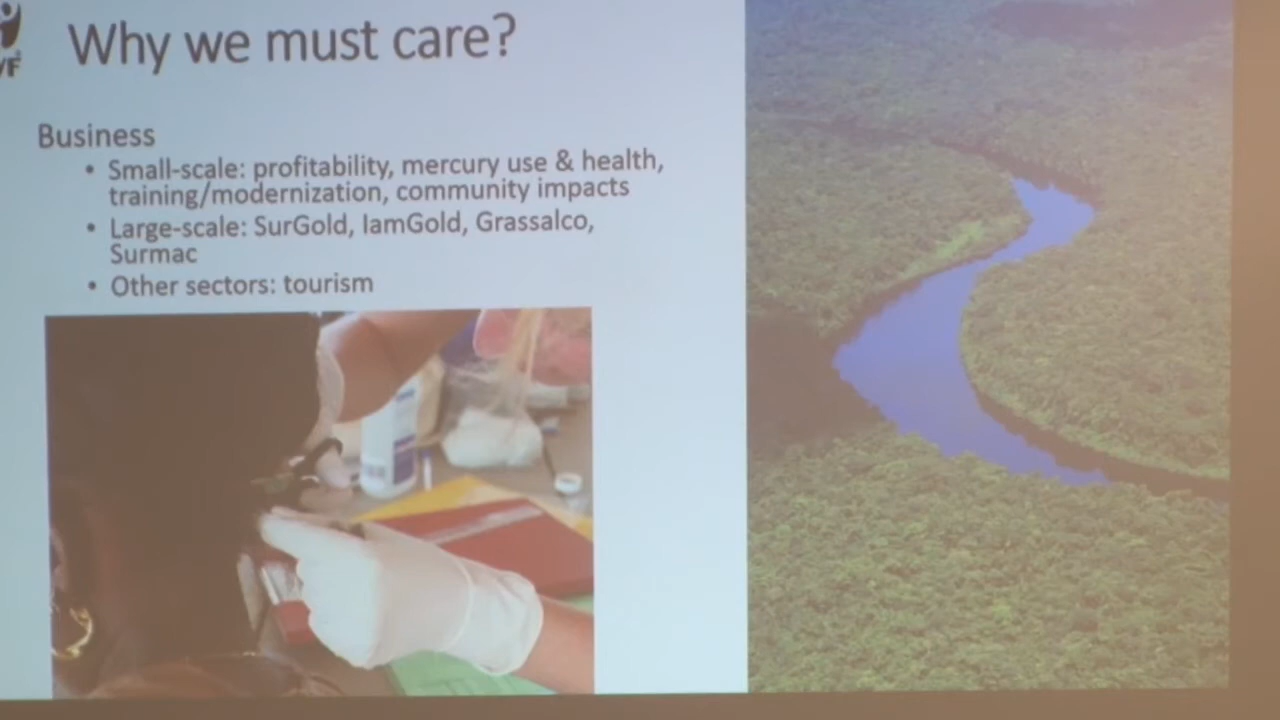 Why we must care?
Business
• Small-scale: profitability, mercury use & health,
training/modernization, community impacts
• Large-scale: SurGold, IamGold, Grassalco,
Surmac
• Other sectors: tourism